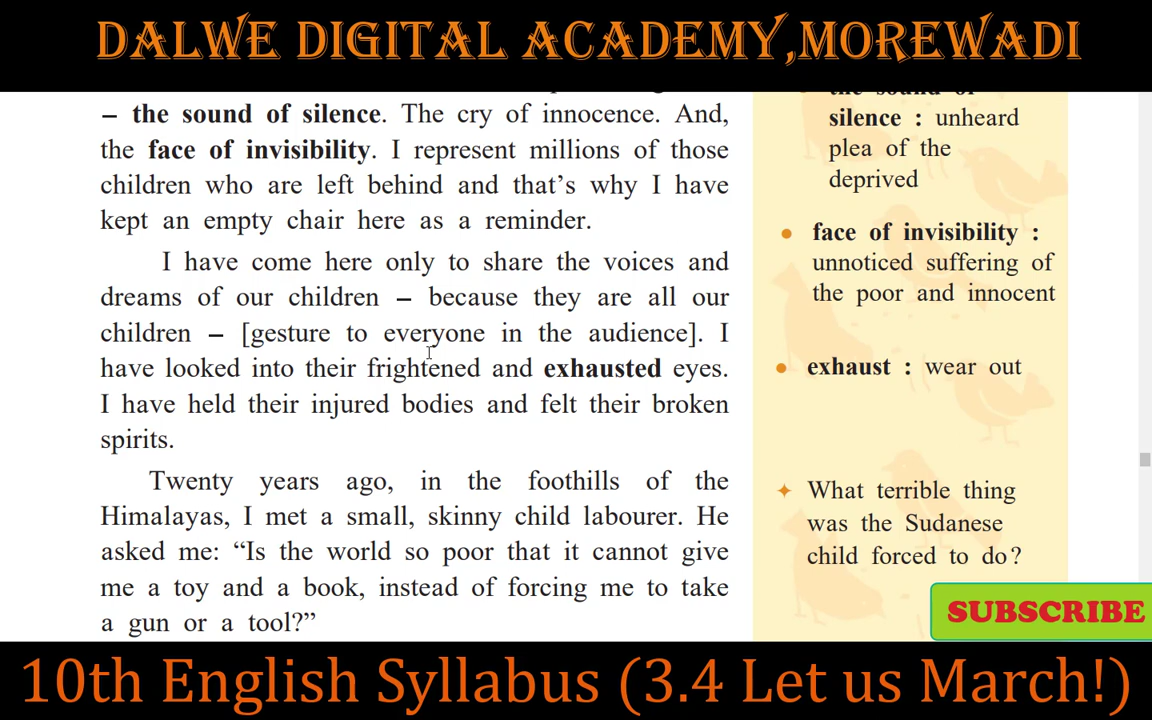 DALWE DIGITAL ACADEMY,MOREWADI
– the sound of silence. The cry of innocence. And,
the face of invisibility. I represent millions of those
children who are left behind and that's why I have
kept an empty chair here as a reminder.
I have come here only to share the voices and
dreams of our children – because they are all our
children – [gesture to everyone in the audience]. I
have looked into their frightened and exhausted eyes.
I have held their injured bodies and felt their broken
spirits.
Twenty years ago, in the foothills of the
Himalayas, I met a small, skinny child labourer. He
asked me: “Is the world so poor that it cannot give
me a toy and a book, instead of forcing me to take
a gun or a tool?”
the sound of
silence : unheard
plea of the
deprived
face of invisibility :
unnoticed suffering of
the poor and innocent
exhaust : wear out
What terrible thing
was the Sudanese
child forced to do?
SUBSCRIBE
10th English Syllabus (3.4 Let us March!)